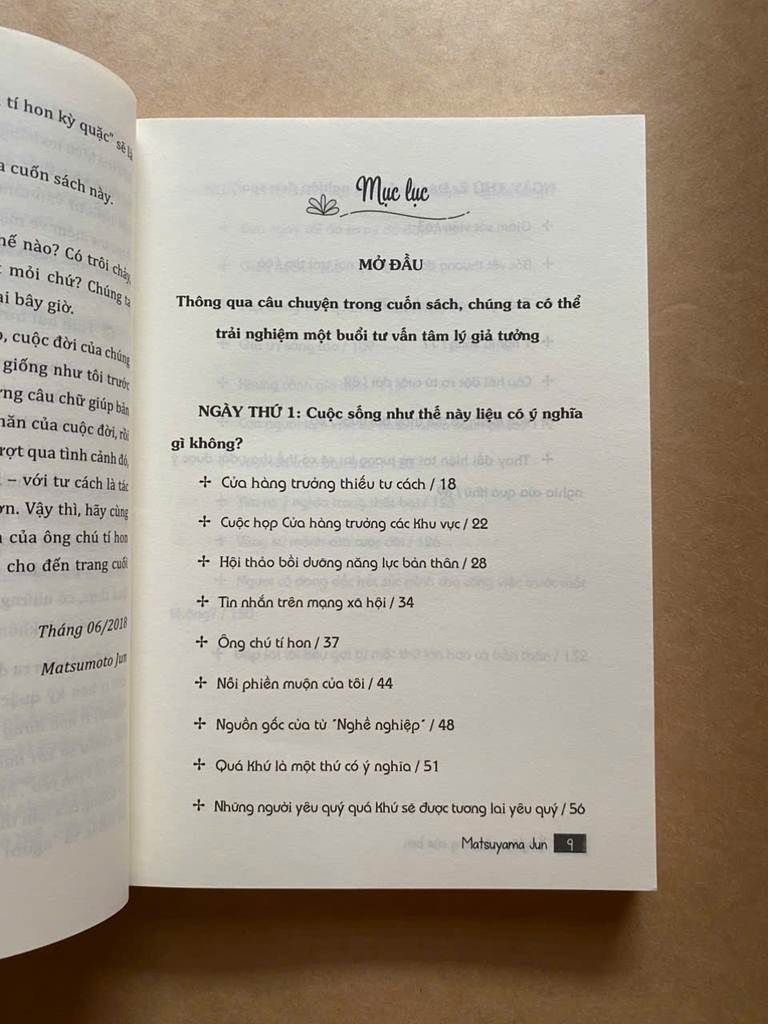 tí hon kỳ quặc" sẽ là
cuốn sách này.
thế nào? Có trôi chảy,
mỏi chứ? Chúng ta
bây giờ.
cuộc đời của chúng
giống như tôi trước
câu chữ giúp bản
của cuộc đời, rồi
qua tình cảnh đó,
– với tư cách là tác
Vậy thì, hãy cùng
của ông chú tí hon
cho đến trang cuối
Tháng 06/2018
Matsumoto Jun
Mục lục
MỞ ĐẦU
Thông qua câu chuyện trong cuốn sách, chúng ta có thể
trải nghiệm một buổi tư vấn tâm lý giả tưởng
NGÀY THỨ 1: Cuộc sống như thế này liệu có ý nghĩa
gì không?
✢ Cửa hàng trưởng thiếu tư cách / 18
✢ Cuộc họp Cửa hàng trưởng các khu vực / 22
✢ Hội thảo bồi dưỡng năng lực bản thân / 28
✢ Tin nhắn trên mạng xã hội / 34
✢ Ông chú tí hon / 37
✢ Nỗi phiền muộn của tôi / 44
✢ Nguồn gốc của từ "Nghề nghiệp" / 48
✢ Quá khứ là một thứ có ý nghĩa / 51
✢ Những người yêu quý quá khứ sẽ được tương lai yêu quý / 56
Matsuyama Jun 9